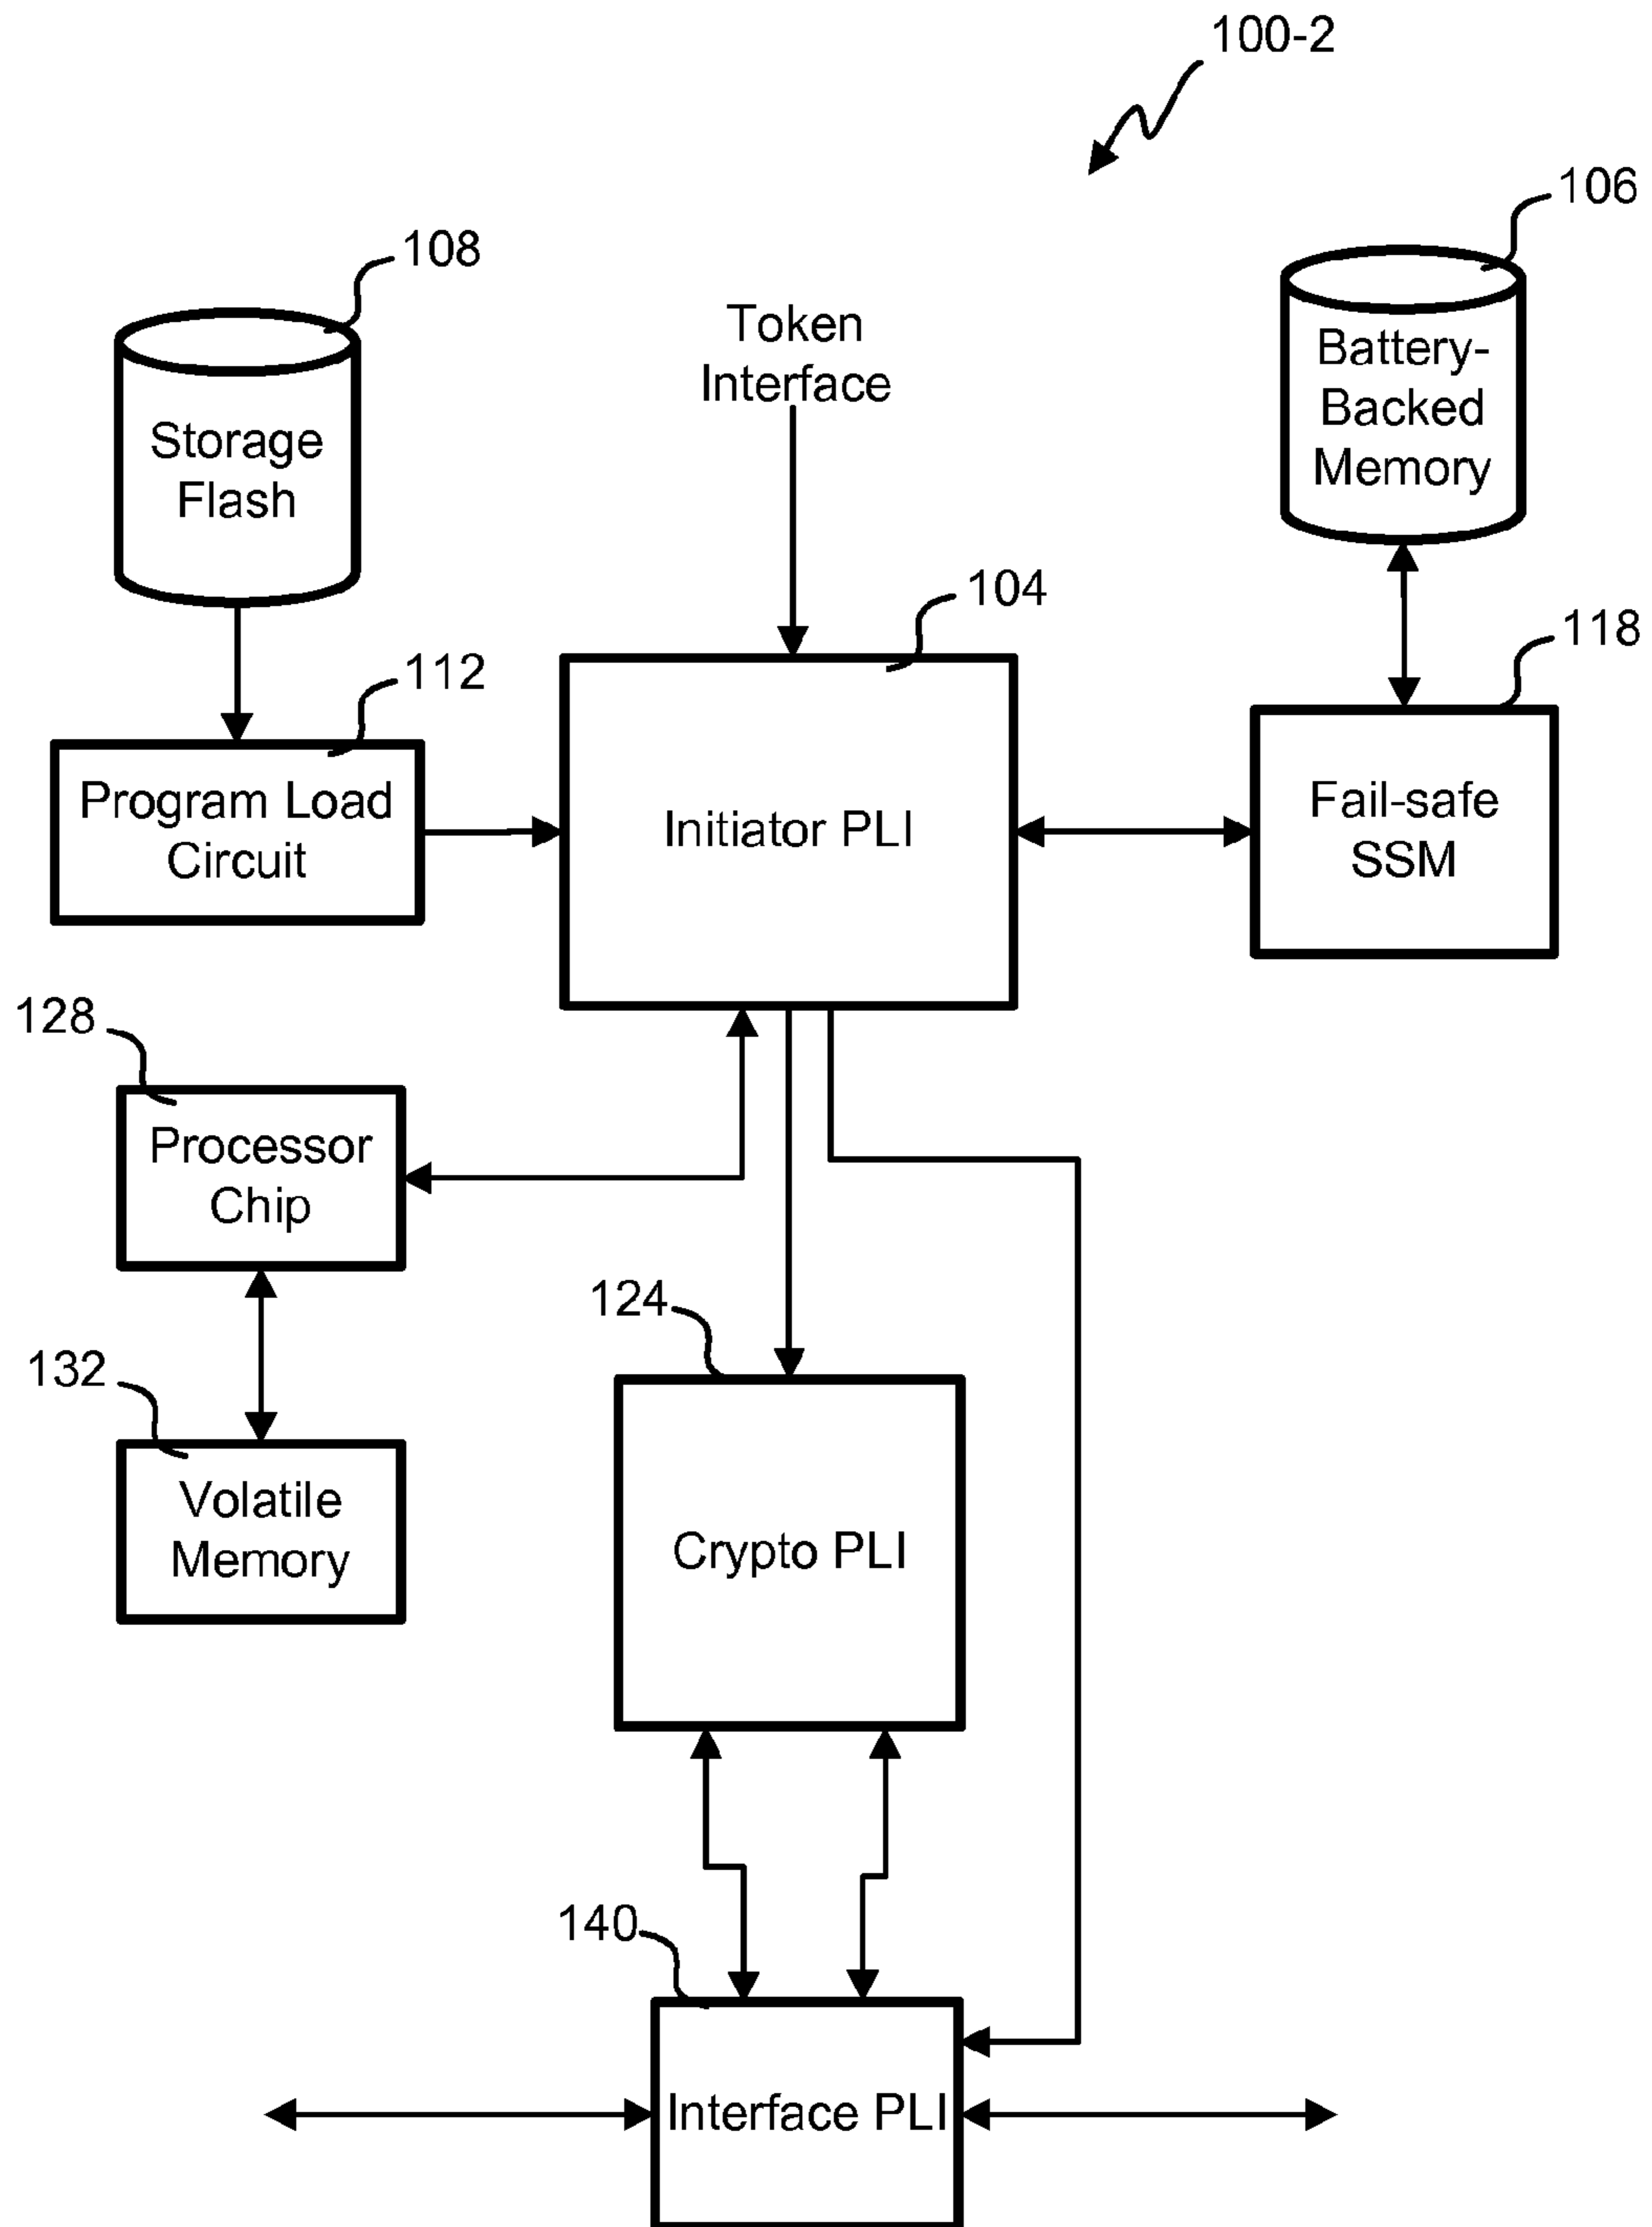 100-2
106
108
Token
Interface
Battery-
Backed
Memory
Storage
Flash
104
118
112
Program Load
Circuit
Initiator PLI
Fail-safe
SSM
128
Processor
Chip
124
132
Volatile
Memory
Crypto PLI
140
Interface PLI